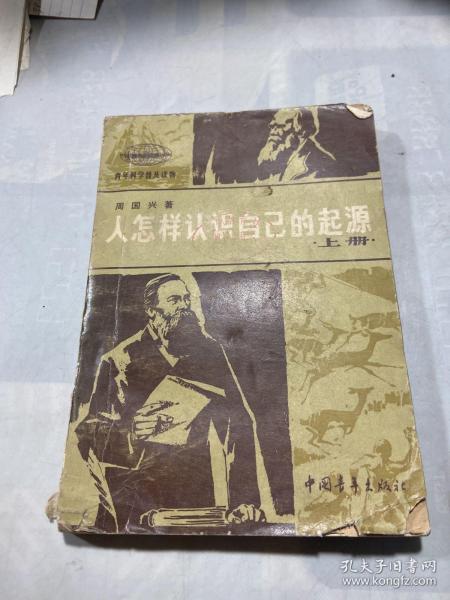 青年科学普及读物
周国兴著
人怎样认识自己的起源
·上册·
中国青年出版社
孔夫子旧书网
www.kongfz.com